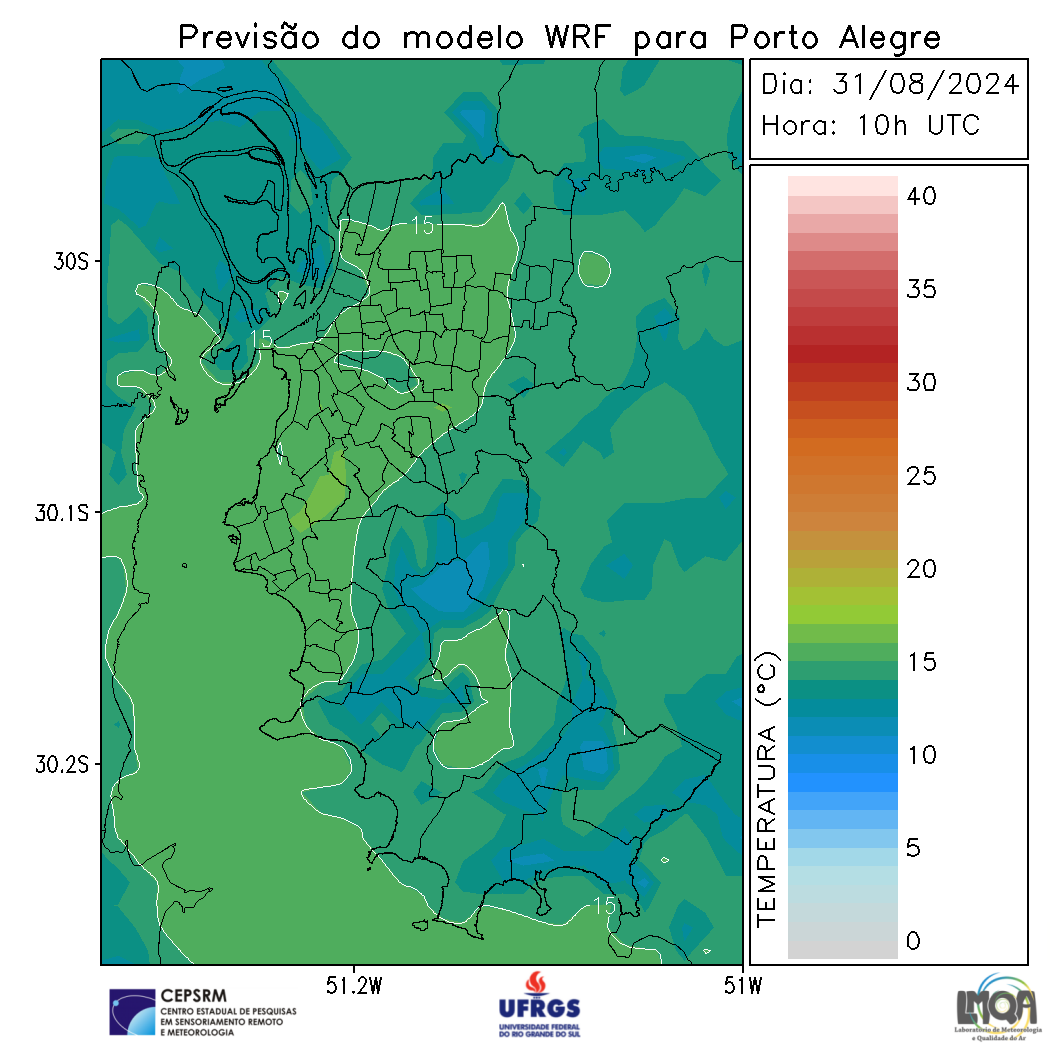 Previsão do modelo WRF para Porto Alegre
Dia: 31/08/2024
Hora: 10h UTC
40
35
30
25
20
15
10
5
0
TEMPERATURA (°C)
30S
30.1S
30.2S
51.2W
51W
15
15
15
1
CEPSRM
CENTRO ESTADUAL DE PESQUISAS
EM SENSORIAMENTO REMOTO
E METEOROLOGIA
UFRGS
UNIVERSIDADE FEDERAL
DO RIO GRANDE DO SUL
LMQA
Laboratório de Meteorologia
e Qualidade do Ar